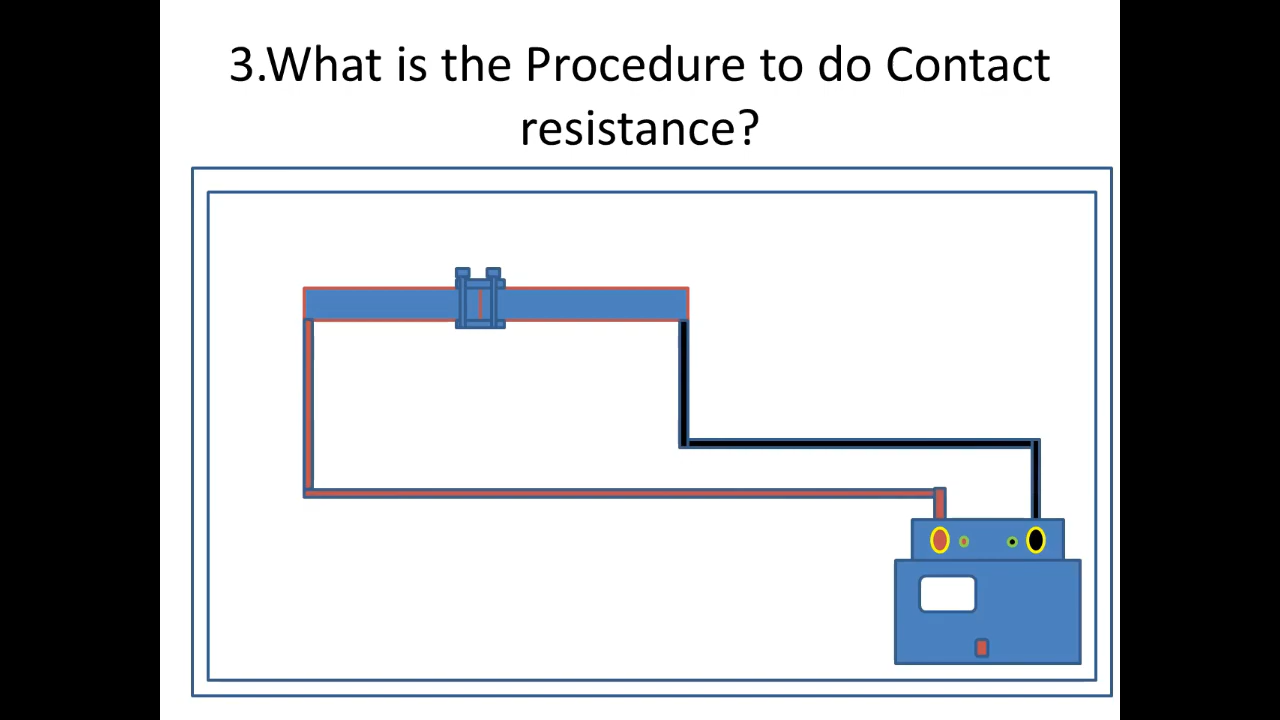 3.What is the Procedure to do Contact
resistance?